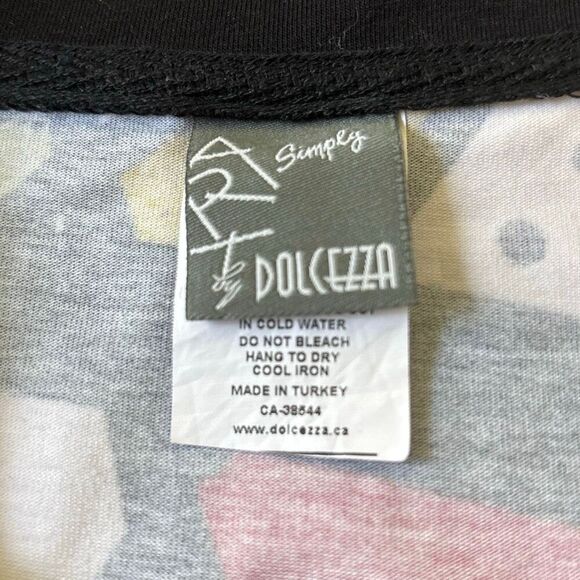 Simply
ART
by DOLCEZZA
IN COLD WATER
DO NOT BLEACH
HANG TO DRY
COOL IRON
MADE IN TURKEY
CA-38544
www.dolcezza.ca